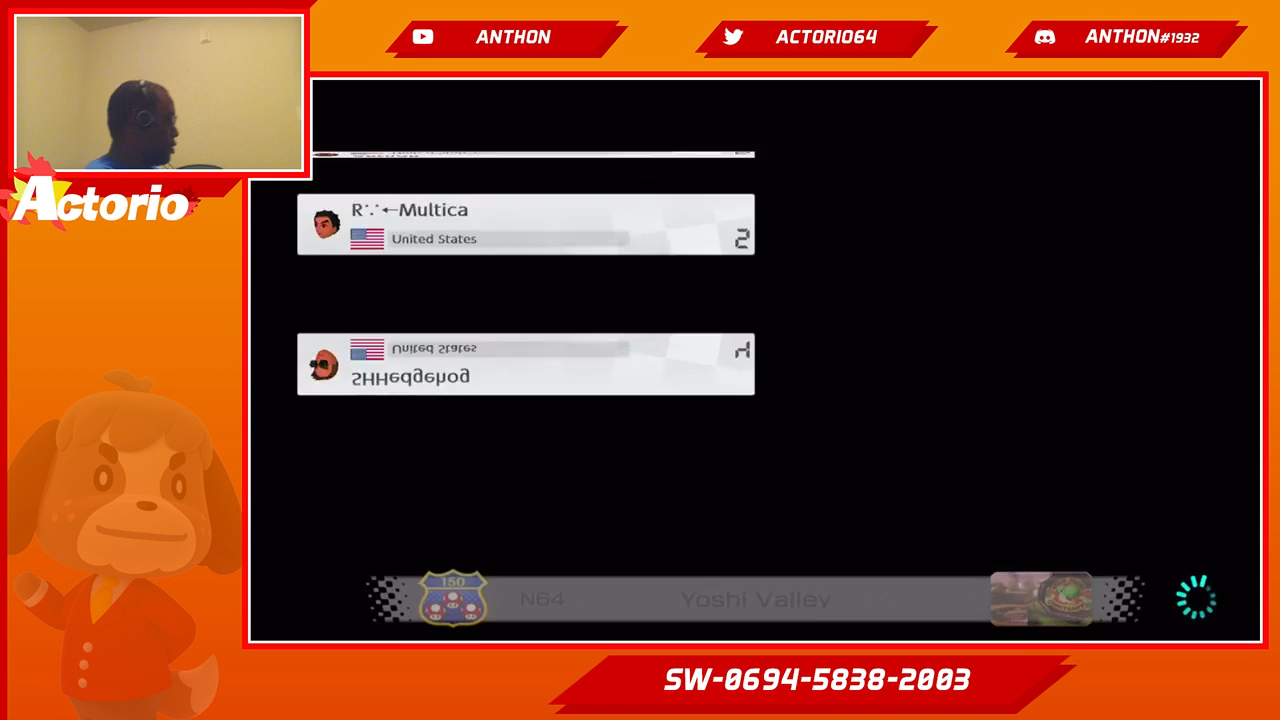 ANTHON
ACTORIO64
ANTHON#1932
Actorio
R∵←Multica
United States
2
United States
4
SHHedgehog
150
N64
Yoshi Valley
SW-0694-5838-2003